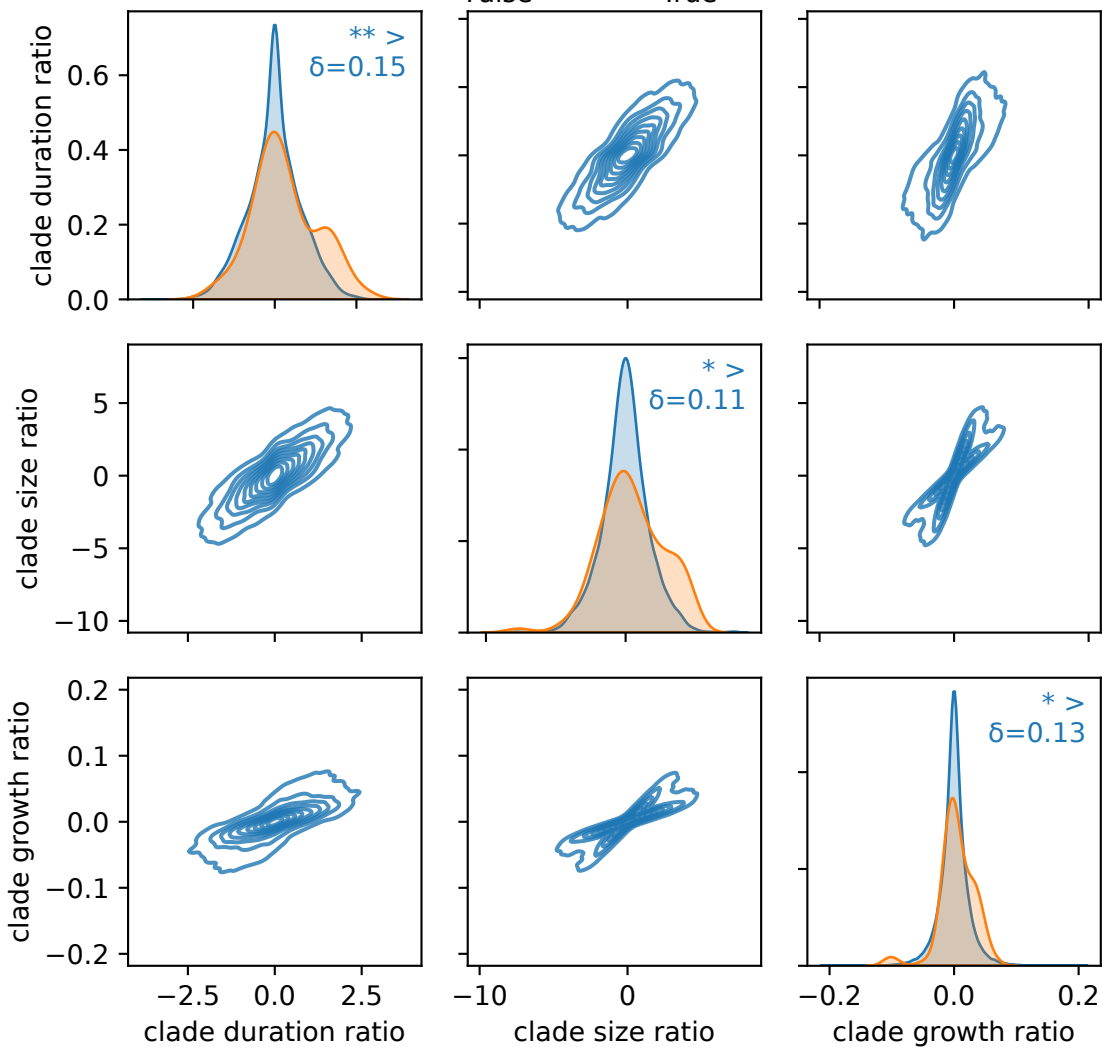 True
clade duration ratio
0.6
0.4
0.2
0.0
** >
δ=0.15
clade size ratio
5
0
−5
−10
* >
δ=0.11
clade growth ratio
0.2
0.1
0.0
−0.1
−0.2
* >
δ=0.13
−2.5 0.0 2.5
−10 0
−0.2 0.0 0.2
clade duration ratio
clade size ratio
clade growth ratio